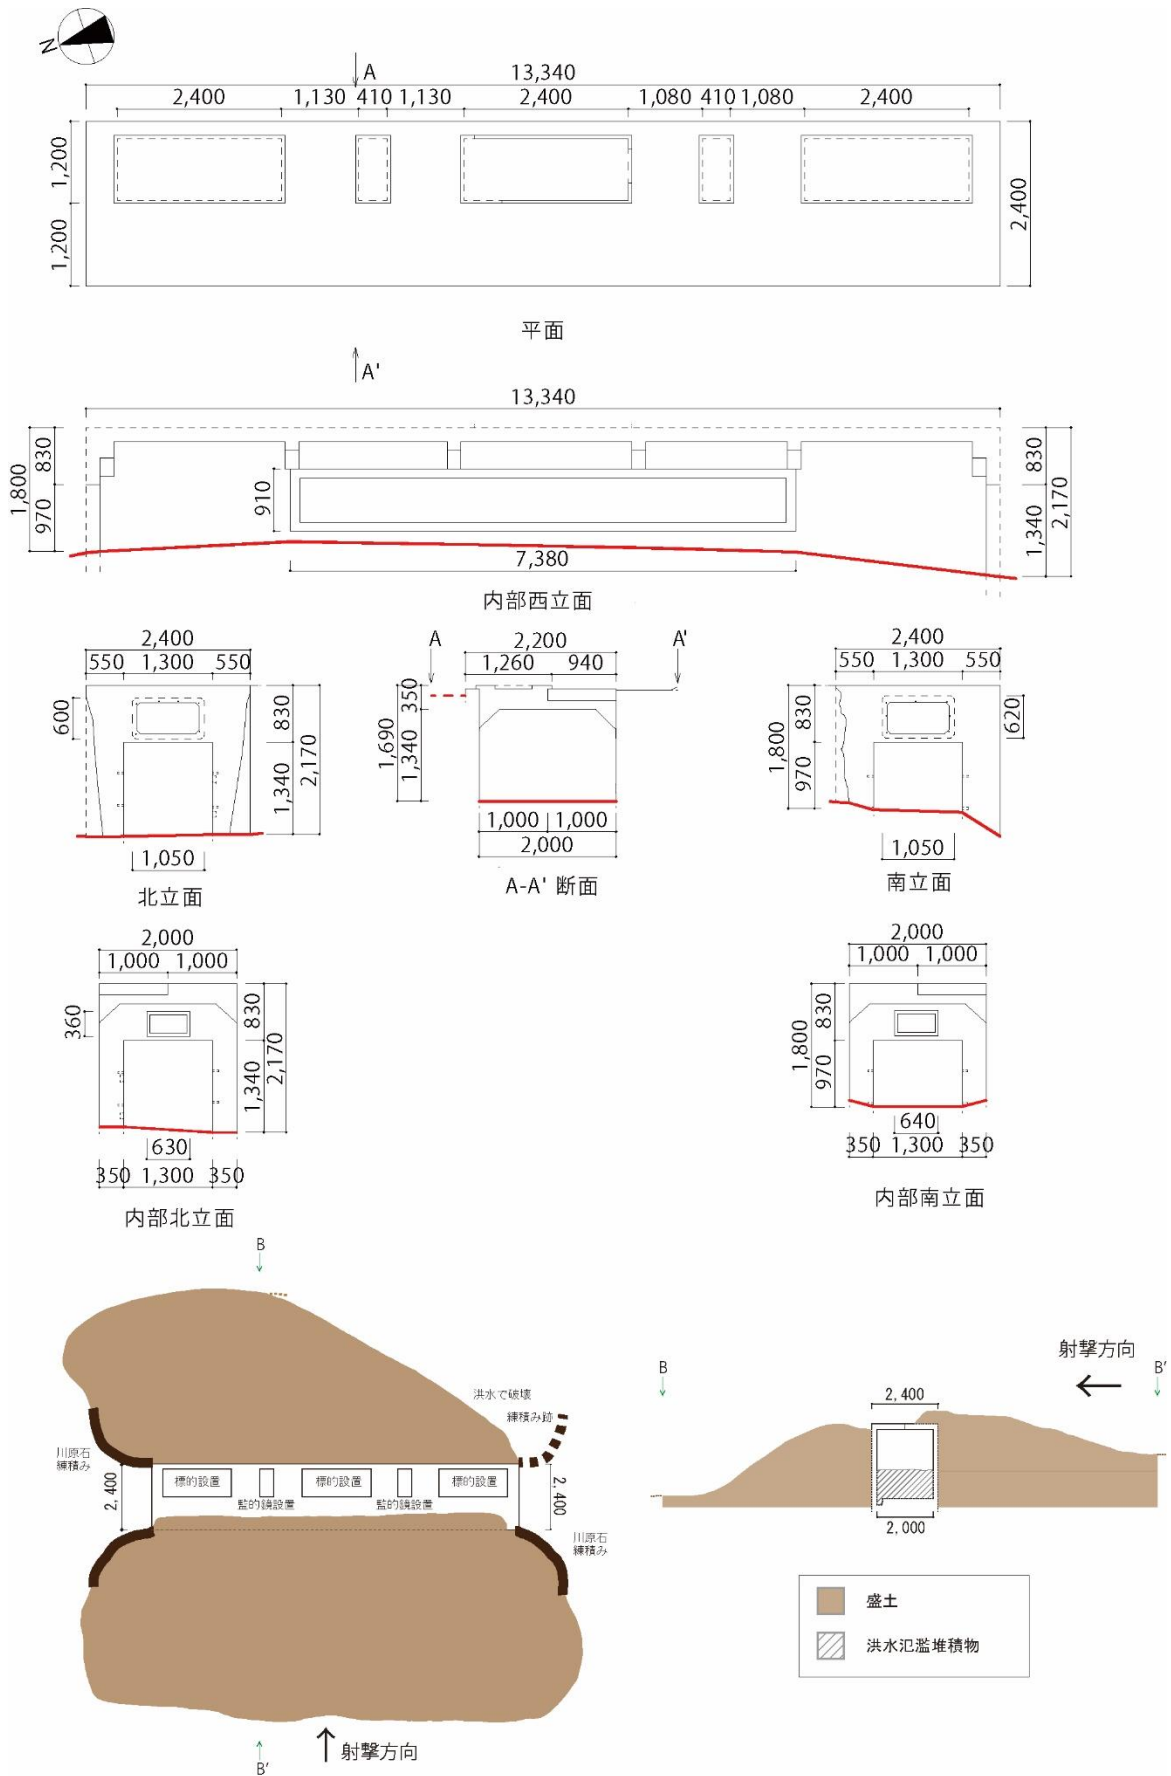 N
A
13,340
2,400
1,130
410
1,130
2,400
1,080
410
1,080
2,400
1,200
1,200
2,400
平面
A'
13,340
1,800
830
970
910
7,380
830
1,340
2,170
内部西立面
2,400
550
1,300
550
600
830
1,340
2,170
1,050
北立面
A
A'
2,200
1,260
940
350
1,690
1,340
1,000
1,000
2,000
A-A' 断面
2,400
550
1,300
550
1,800
830
970
620
1,050
南立面
2,000
1,000
1,000
360
830
1,340
2,170
630
350
1,300
350
内部北立面
2,000
1,000
1,000
1,800
830
970
640
350
1,300
350
内部南立面
B
洪水で破壊
練積み跡
川原石
練積み
2,400
標的設置
標的設置
標的設置
監的鏡設置
監的鏡設置
2,400
川原石
練積み
B'
射撃方向
射撃方向
B
B'
2,400
2,000
盛土
洪水氾濫堆積物